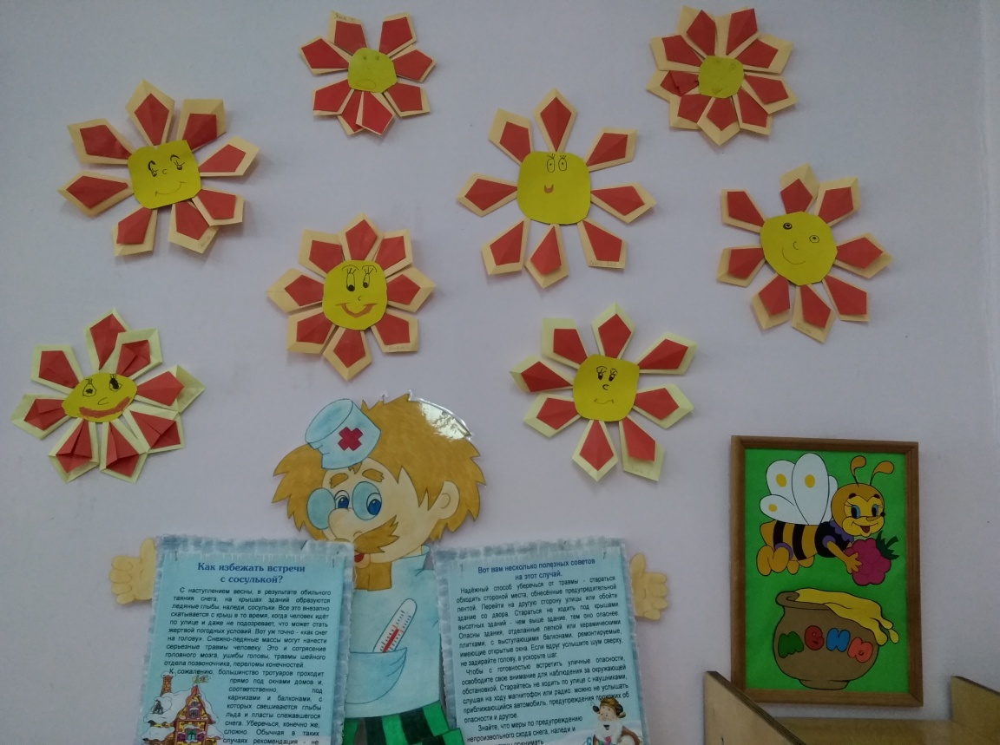 Как избежать встречи
с сосулькой?
С наступлением весны, в результате обильного
таяния снега, на крышах зданий образуются
ледяные глыбы, наледи, сосульки. Все это внезапно
скатывается с крыш в то время, когда человек идёт
по улице и даже не подозревает, что может стать
жертвой погодных условий. Вот уж точно - «как снег
на голову». Снежно-ледяные массы могут нанести
серьезные травмы человеку. Это и сотрясение
головного мозга, ушибы головы, травмы шейного
отдела позвоночника, переломы конечностей.
К сожалению, большинство тротуаров проходит
прямо под окнами домов и,
соответственно, под
карнизами и балконами, с
которых свешиваются глыбы
льда и пласты слежавшегося
снега. Уберечься, конечно же,
сложно Обычная в таких
случаях рекомендация - не
Вот вам несколько полезных советов
на этот случай.
Надёжный способ уберечься от травмы - стараться
обходить стороной места, обнесённые предупредительной
лентой. Перейти на другую сторону улицы или обойти
здание со двора. Стараться не ходить под крышами
высотных зданий - чем выше здание, тем оно опаснее.
Опасны здания, отделанные лепкой или керамическими
плитками, с выступающими балконами, ремонтируемые,
имеющие открытые окна. Если вдруг услышите шум сверху,
не задирайте голову, а ускорьте шаг.
Чтобы с готовностью встретить уличные опасности,
освободите свое внимание для наблюдения за окружающей
обстановкой. Старайтесь не ходить по улице с наушниками,
слушая на ходу магнитофон или радио: можно не услышать
приближающийся автомобиль, предупреждения прохожих об
опасности и другое.
Знайте, что меры по предупреждению
непроизвольного схода снега, наледи и
принимать
меню